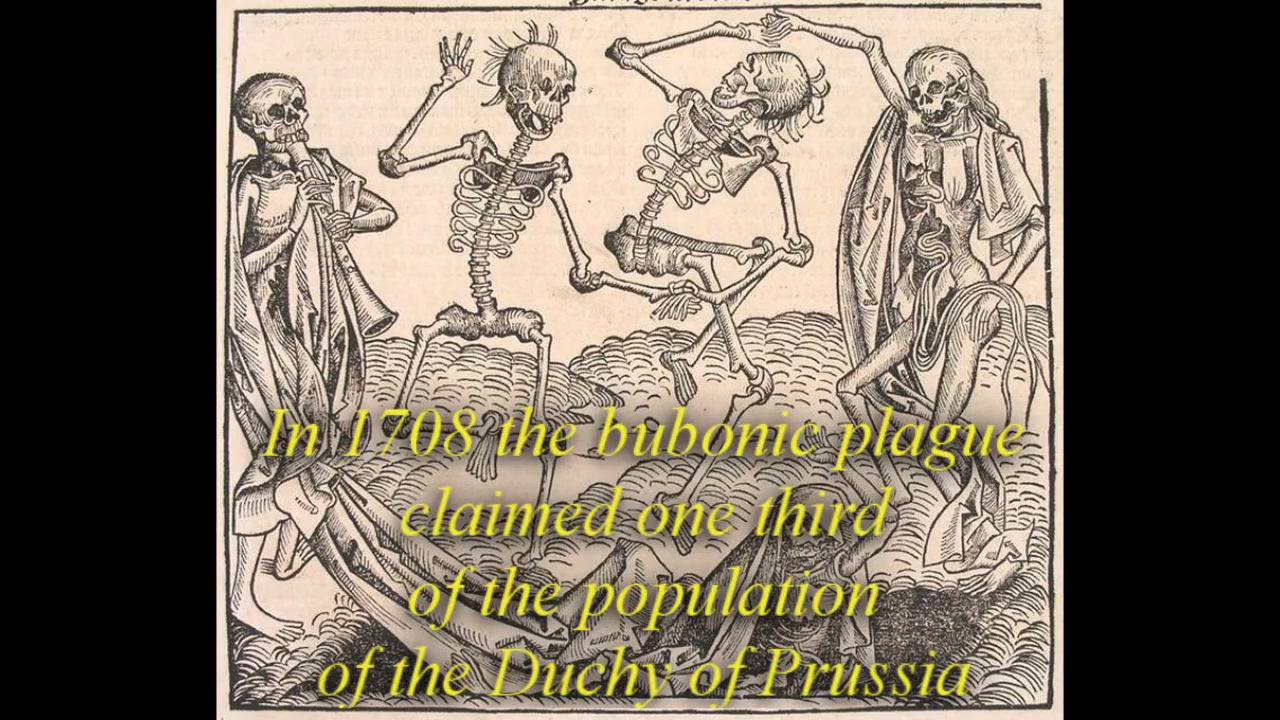 In 1708 the bubonic plague
claimed one third
of the population
of the Duchy of Prussia